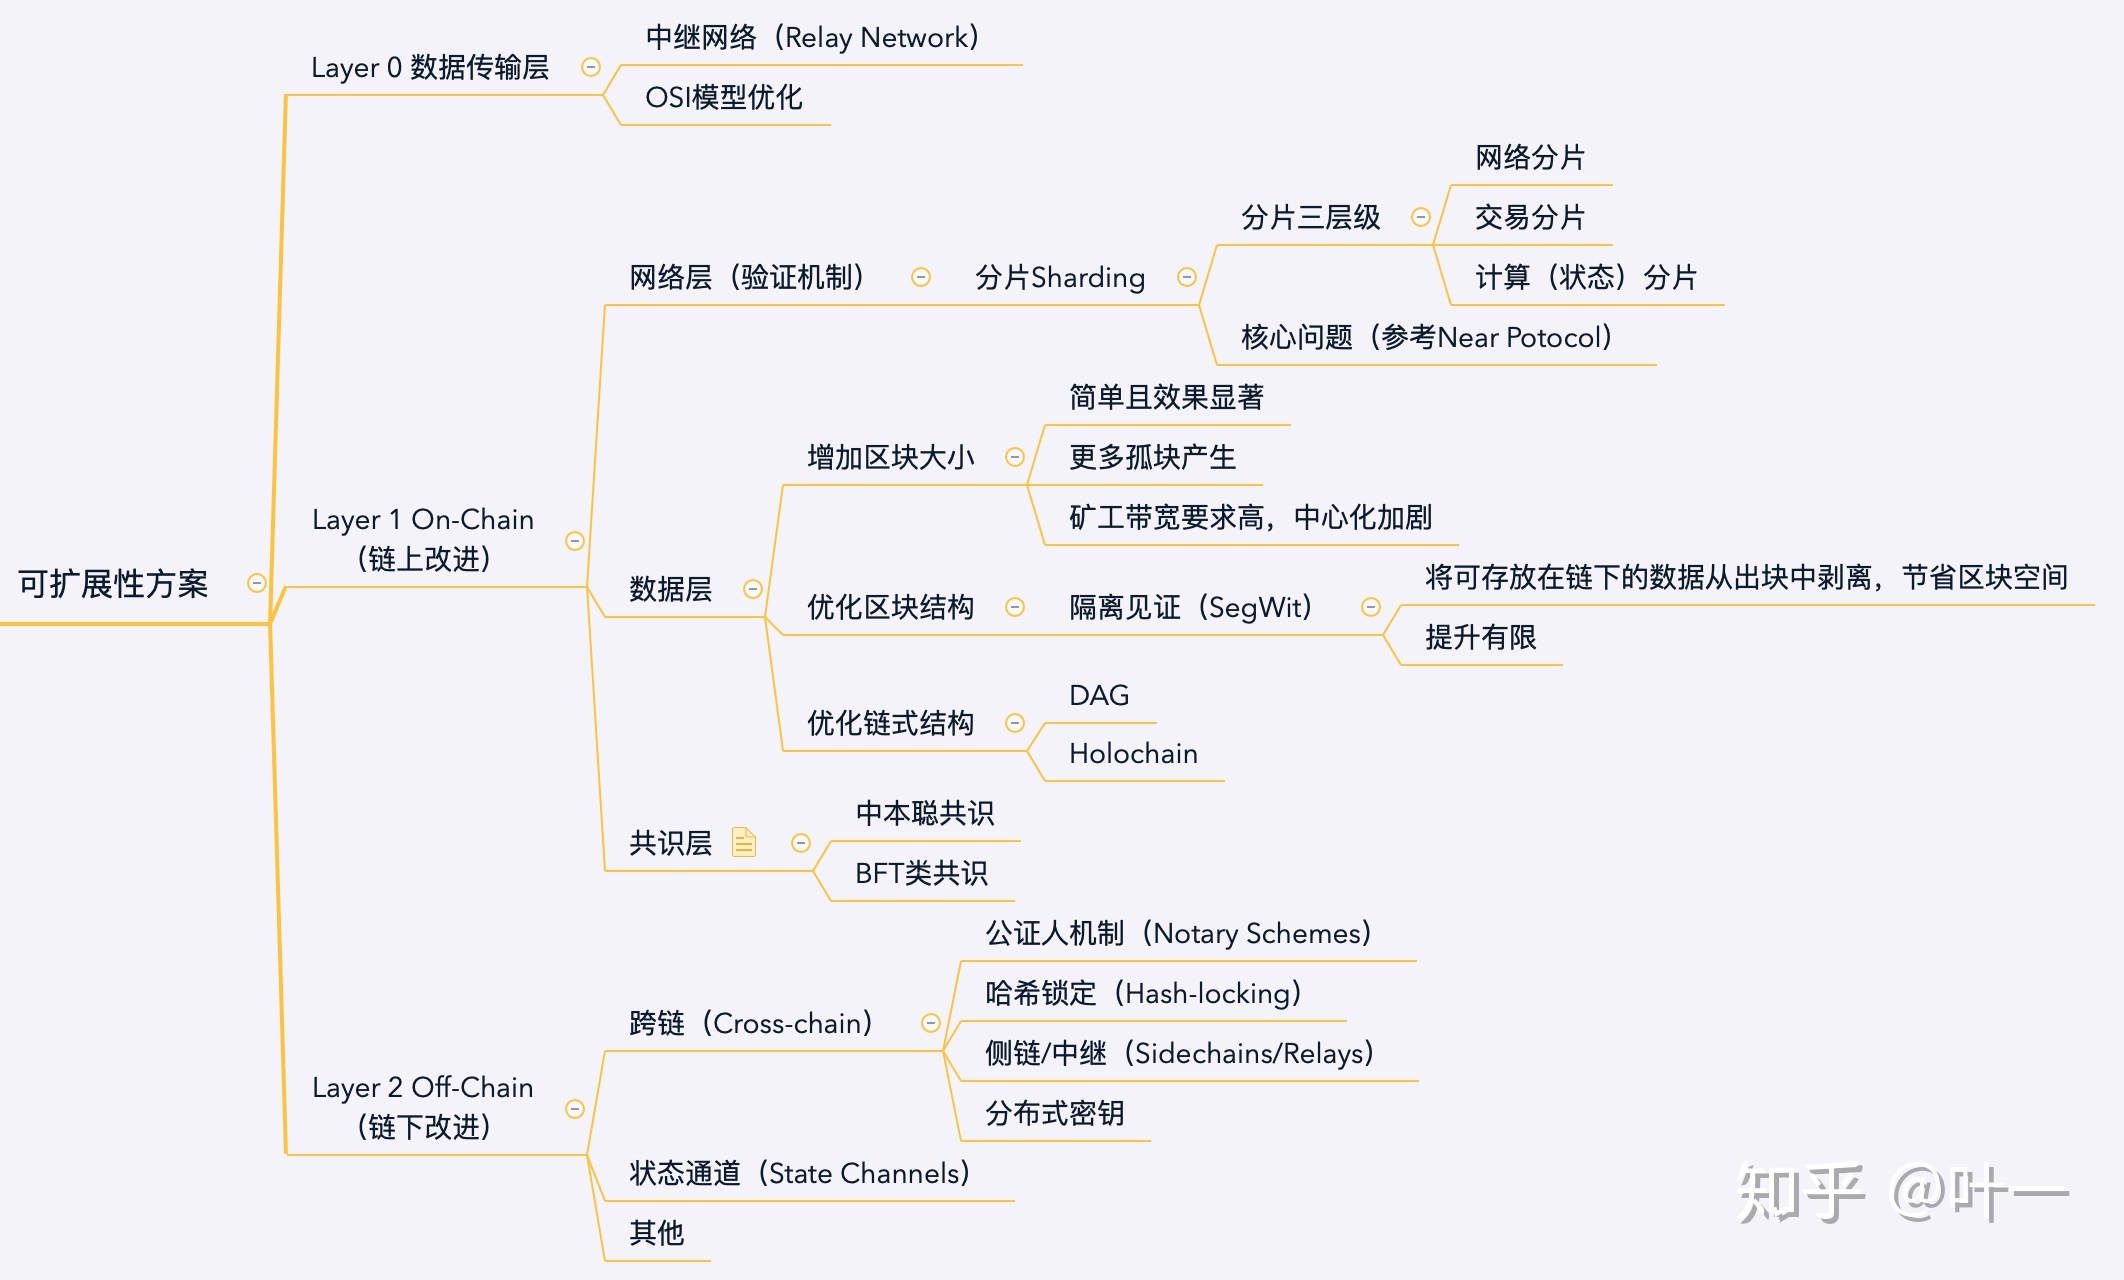 可扩展性方案
Layer 0 数据传输层
中继网络（Relay Network）
OSI模型优化
Layer 1 On-Chain
（链上改进）
网络层（验证机制）
分片Sharding
分片三层级
网络分片
交易分片
计算（状态）分片
核心问题（参考Near Potocol）
数据层
增加区块大小
简单且效果显著
更多孤块产生
矿工带宽要求高，中心化加剧
优化区块结构
隔离见证（SegWit）
将可存放在链下的数据从出块中剥离，节省区块空间
提升有限
优化链式结构
DAG
Holochain
共识层
中本聪共识
BFT类共识
Layer 2 Off-Chain
（链下改进）
跨链（Cross-chain）
公证人机制（Notary Schemes）
哈希锁定（Hash-locking）
侧链/中继（Sidechains/Relays）
分布式密钥
状态通道（State Channels）
其他
知乎 @叶一